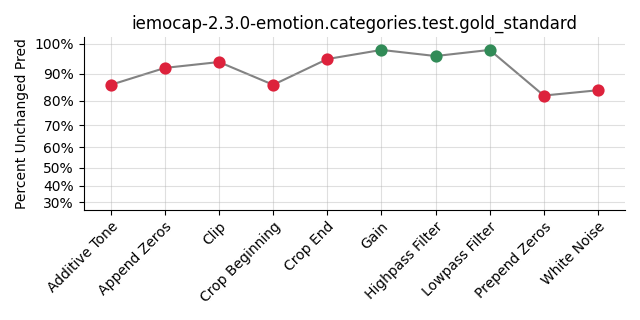 iemocap-2.3.0-emotion.categories.test.gold_standard
Percent Unchanged Pred
100%
90%
80%
70%
60%
50%
40%
30%
Additive Tone
Append Zeros
Clip
Crop Beginning
Crop End
Gain
Highpass Filter
Lowpass Filter
Prepend Zeros
White Noise